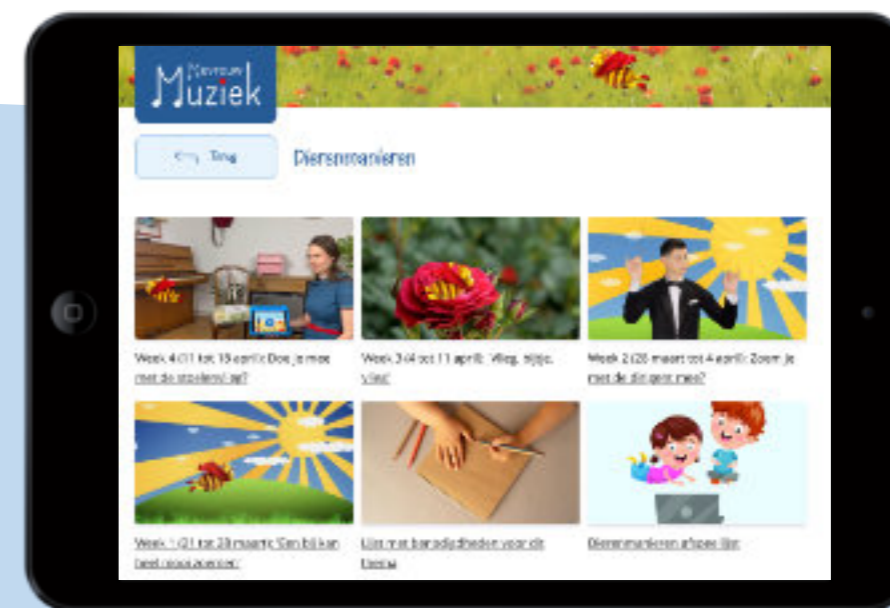 Mevrouw
Muziek
Terug
Dierenmanieren
Week 4 (11 tot 18 april): Doe je mee
met de stoelenvlap?
Week 3 (4 tot 11 april): 'Vlieg, bijtje,
vlieg'
Week 2 (28 maart tot 4 april): Zoem je
met de dirigent mee?
Week 1 (21 tot 28 maart): 'Een bij kan
heel mooi zoemen'
Lijst met benodigdheden voor dit
thema
Dierenmanieren afspeellijst